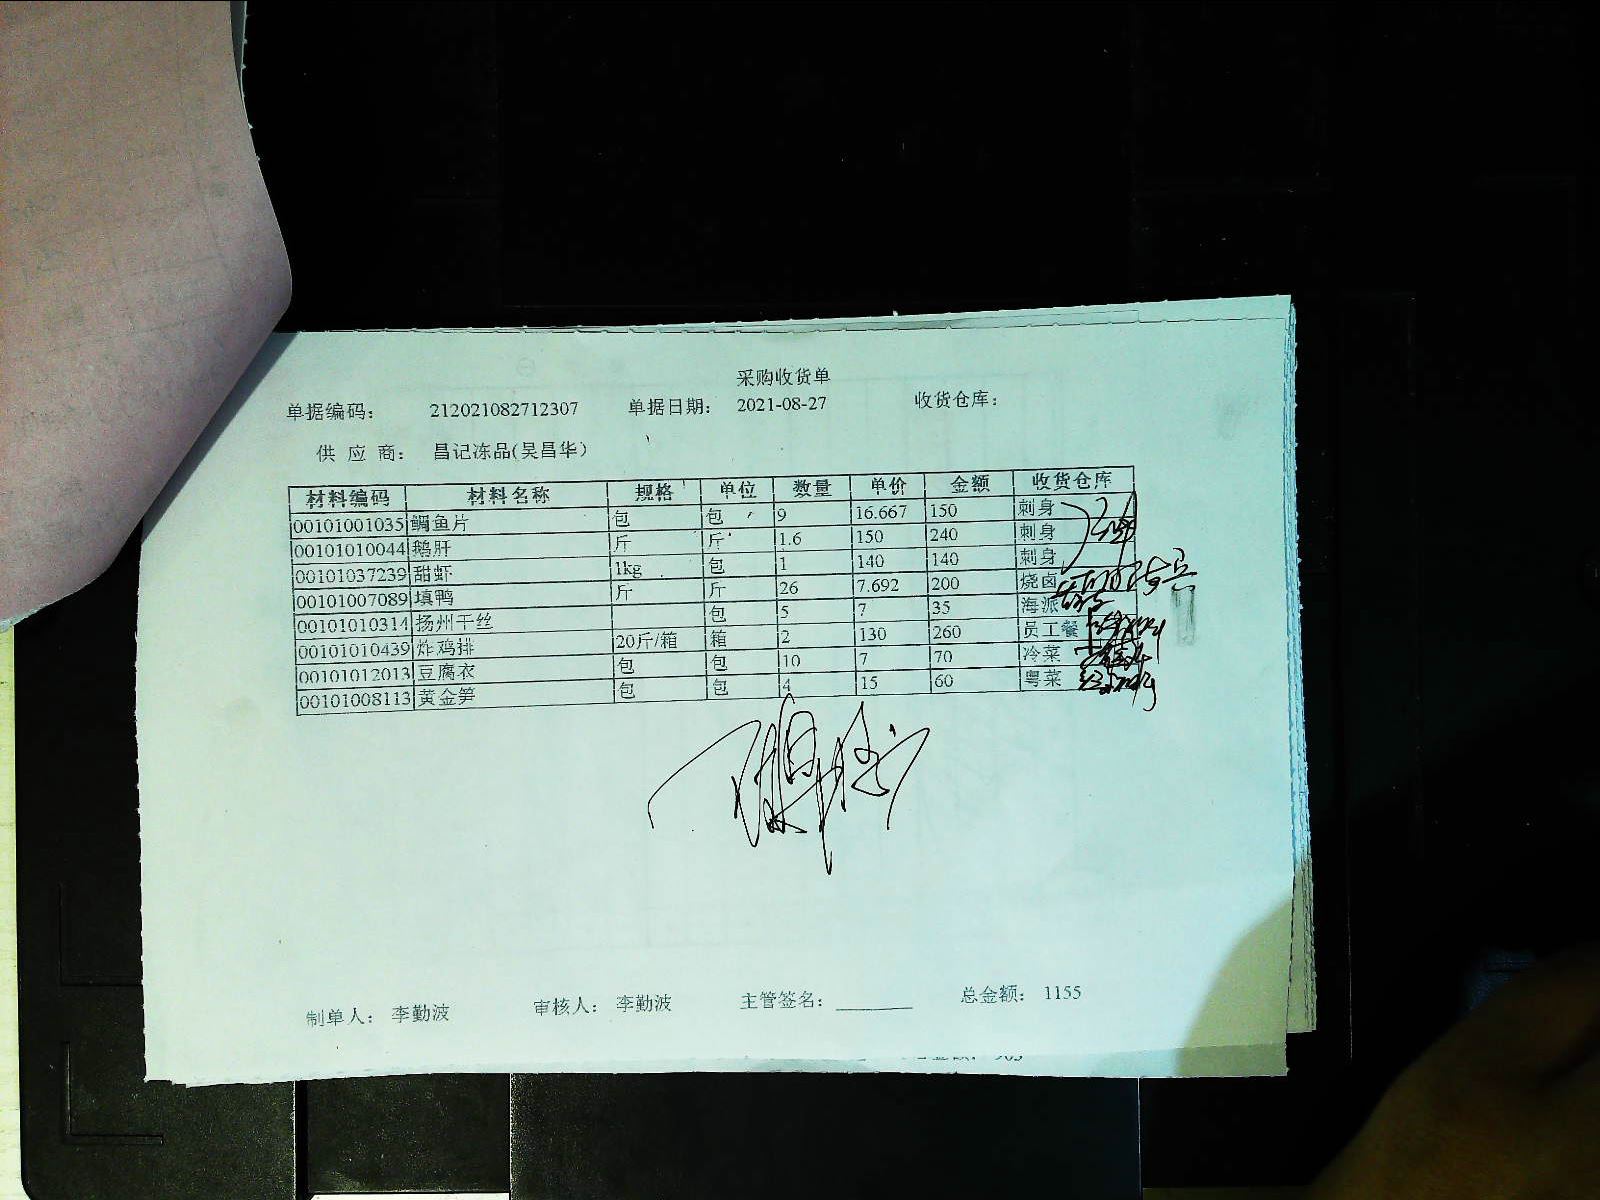 采购收货单
单据编码： 212021082712307 单据日期： 2021-08-27 收货仓库：
供 应 商： 昌记冻品(吴昌华)
材料编码 材料名称 规格 单位 数量 单价 金额 收货仓库
00101001035 鲷鱼片 包 包 9 16.667 150 刺身
00101010044 鹅肝 斤 斤 1.6 150 240 刺身
00101037239 甜虾 1kg 包 1 140 140 刺身
00101007089 填鸭 斤 斤 26 7.692 200 烧卤
00101010314 扬州干丝 包 5 7 35 海派
00101010439 炸鸡排 20斤/箱 箱 2 130 260 员工餐
00101012013 豆腐衣 包 包 10 7 70 冷菜
00101008113 黄金笋 包 包 4 15 60 粤菜
制单人： 李勤波 审核人： 李勤波 主管签名： 总金额： 1155